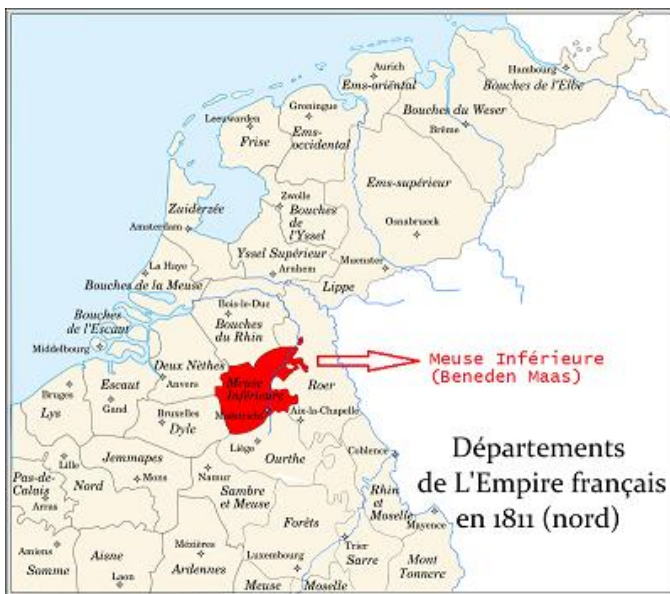 Aurich
Ems-oriental
Hambourg
Bouches de l'Elbe
Groningue
Leeuwarden
Frise
Ems-
occidental
Bouches du Weser
Brême
Zuiderzée
Zwolle
Bouches
de
l'Yssel
Ems-supérieur
Osnabrueck
Amsterdam
La Haye
Yssel Supérieur
Arnhem
Muenster
Bouches de la Meuse
Lippe
Bois-le-Duc
Bouches
du Rhin
Bouches
de l'Escaut
Middelbourg
Deux Nèthes
Anvers
Meuse
Inférieure
Maastricht
Roer
Aix-la-Chapelle
Meuse Inférieure
(Beneden Maas)
Bruges
Lys
Escaut
Gand
Bruxelles
Dyle
Liège
Ourthe
Coblence
Lille
Jemmapes
Mons
Namur
Pas-de-
Calais
Arras
Nord
Sambre
et Meuse
Rhin
et
Moselle
Mayence
Forêts
Trier
Sarre
Mont
Tonnerre
Amiens
Somme
Aisne
Laon
Mézières
Ardennes
Luxembourg
Meuse
Moselle
Départements
de L'Empire français
en 1811 (nord)